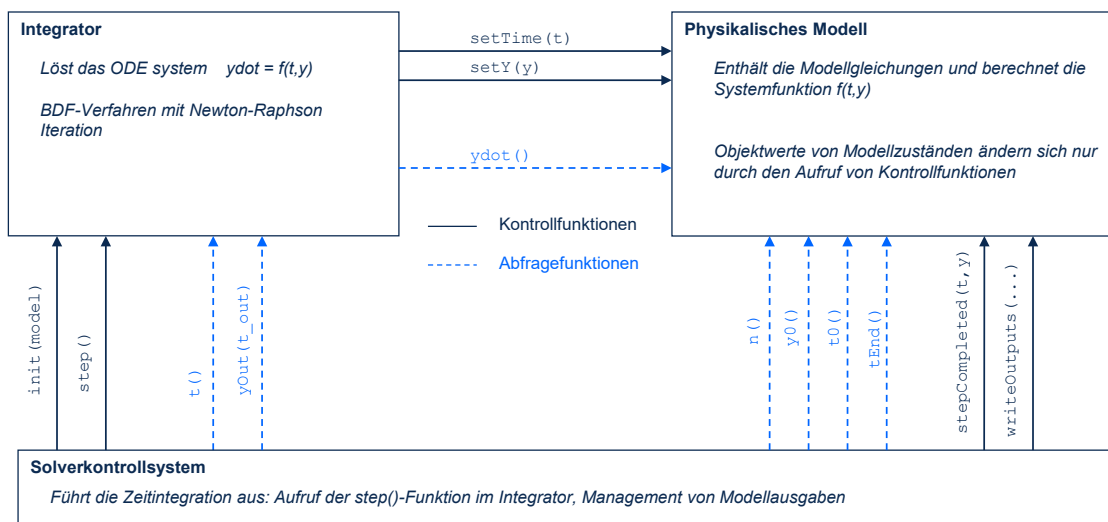 Integrator
Löst das ODE system ydot = f(t,y)
BDF-Verfahren mit Newton-Raphson
Iteration
setTime(t)
setY(y)
ydot()
Physikalisches Modell
Enthält die Modellgleichungen und berechnet die
Systemfunktion f(t,y)
Objektwerte von Modellzuständen ändern sich nur
durch den Aufruf von Kontrollfunktionen
Kontrollfunktionen
Abfragefunktionen
init(model)
step()
t()
yOut(t_out)
n()
y0()
t0()
tEnd()
stepCompleted(t,y)
writeOutputs(...)
Solverkontrollsystem
Führt die Zeitintegration aus: Aufruf der step()-Funktion im Integrator, Management von Modellausgaben